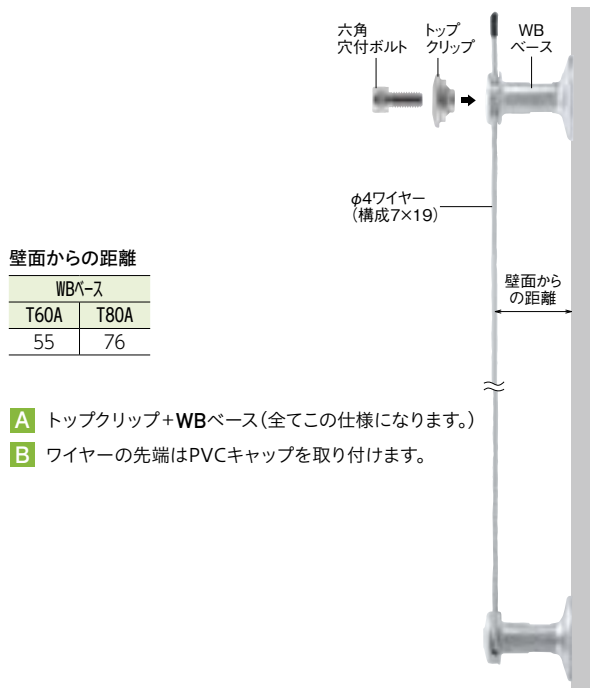 六角
穴付ボルト
トップ
クリップ
WB
ベース
φ4ワイヤー
(構成7×19)
壁面からの距離
WBベース
T60A T80A
55 76
壁面から
の距離
A トップクリップ+WBベース(全てこの仕様になります。)
B ワイヤーの先端はPVCキャップを取り付けます。